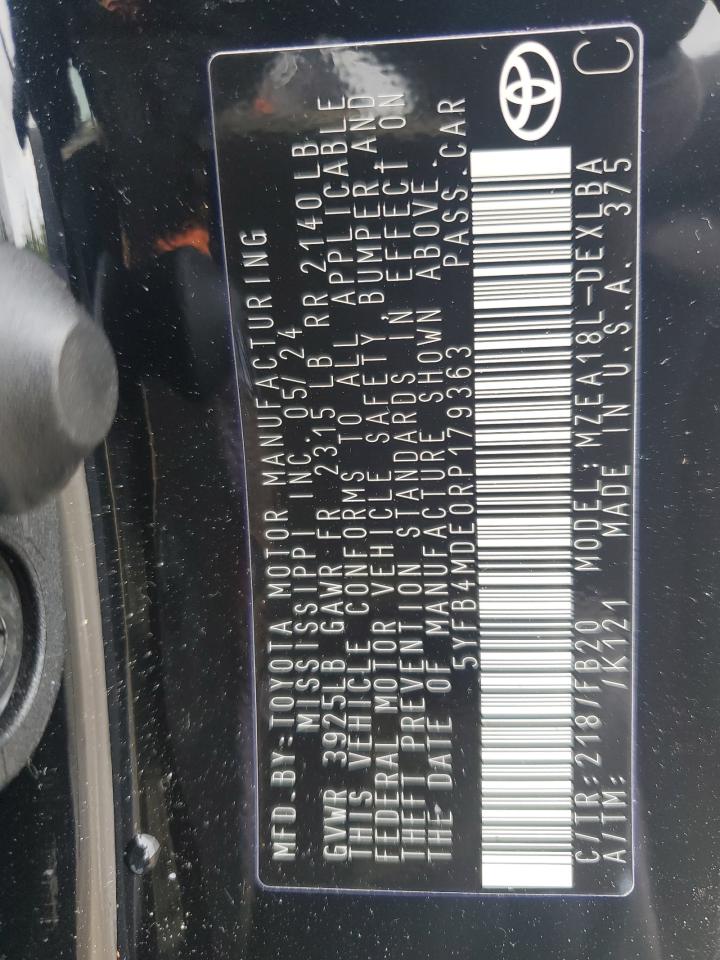 MFD.BY:TOYOTA MOTOR MANUFACTURING
MISSISSIPPI INC. 05/24
GVWR 3925LB GAWR FR 2315 LB RR 2140 LB
THIS VEHICLE CONFORMS TO ALL APPLICABLE
FEDERAL MOTOR VEHICLE SAFETY, BUMPER AND
THEFT PREVENTION STANDARDS IN EFFECT ON
THE DATE OF MANUFACTURE SHOWN ABOVE.
5YFB4MDE0RP179363 PASS.CAR
C/TR:218/FB20 MODEL:MZEA18L-DEXLBA
A/TM: /K121 MADE IN U.S.A. 375
C